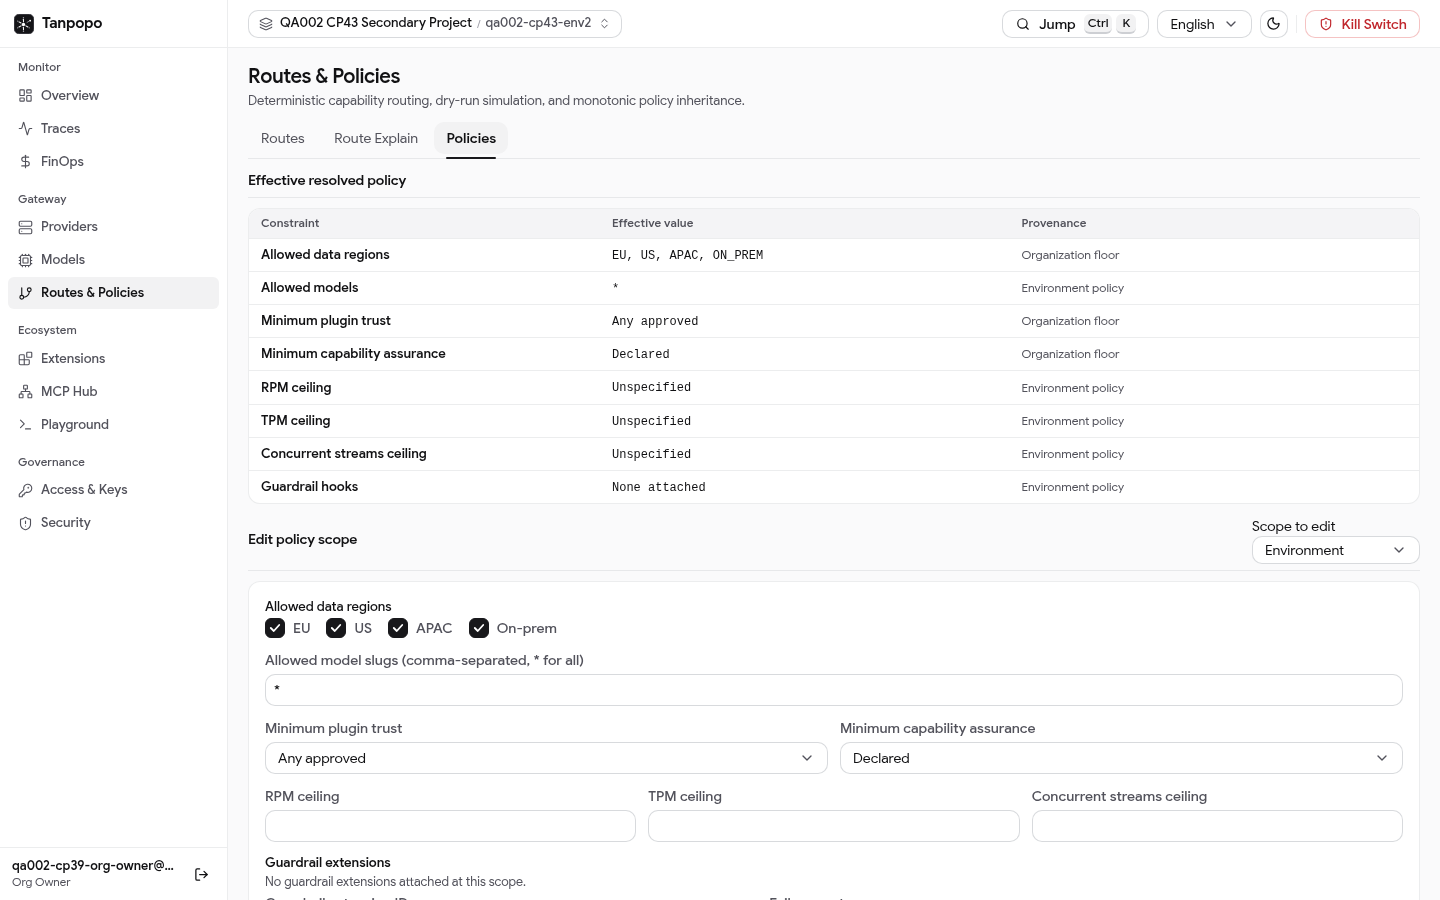 Tanpopo
QA002 CP43 Secondary Project / qa002-cp43-env2
Jump Ctrl K
English
Kill Switch
Monitor
Overview
Traces
FinOps
Gateway
Providers
Models
Routes & Policies
Ecosystem
Extensions
MCP Hub
Playground
Governance
Access & Keys
Security
qa002-cp39-org-owner@...
Org Owner
Routes & Policies
Deterministic capability routing, dry-run simulation, and monotonic policy inheritance.
Routes Route Explain Policies
Effective resolved policy
Constraint Effective value Provenance
Allowed data regions EU, US, APAC, ON_PREM Organization floor
Allowed models * Environment policy
Minimum plugin trust Any approved Organization floor
Minimum capability assurance Declared Organization floor
RPM ceiling Unspecified Environment policy
TPM ceiling Unspecified Environment policy
Concurrent streams ceiling Unspecified Environment policy
Guardrail hooks None attached Environment policy
Edit policy scope
Scope to edit
Environment
Allowed data regions
EU US APAC On-prem
Allowed model slugs (comma-separated, * for all)
*
Minimum plugin trust Minimum capability assurance
Any approved Declared
RPM ceiling TPM ceiling Concurrent streams ceiling
Guardrail extensions
No guardrail extensions attached at this scope.